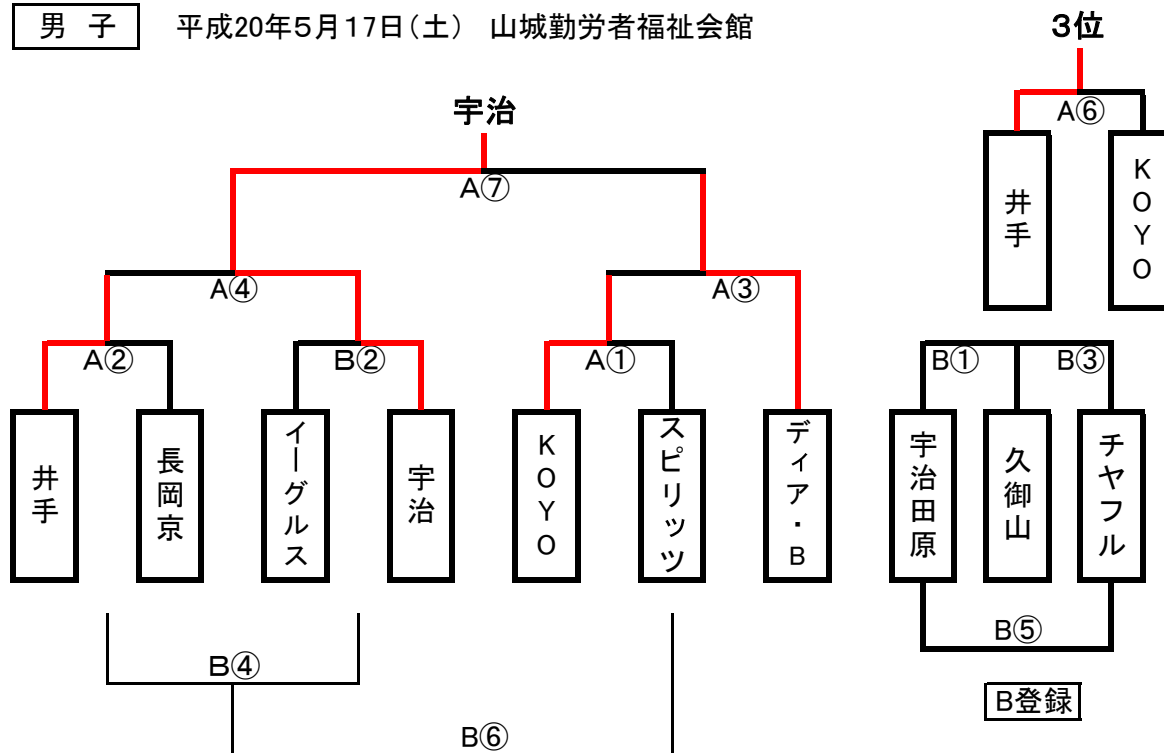 男 子 平成20年5月17日(土) 山城勤労者福祉会館
3位
宇治
A⑥
井手
KOYO
A⑦
A④
A③
A②
B②
A①
B①
B③
井手
長岡京
イーグルス
宇治
KOYO
スピリッツ
ディア・B
宇治田原
久御山
チヤフル
B⑤
B④
B登録
B⑥